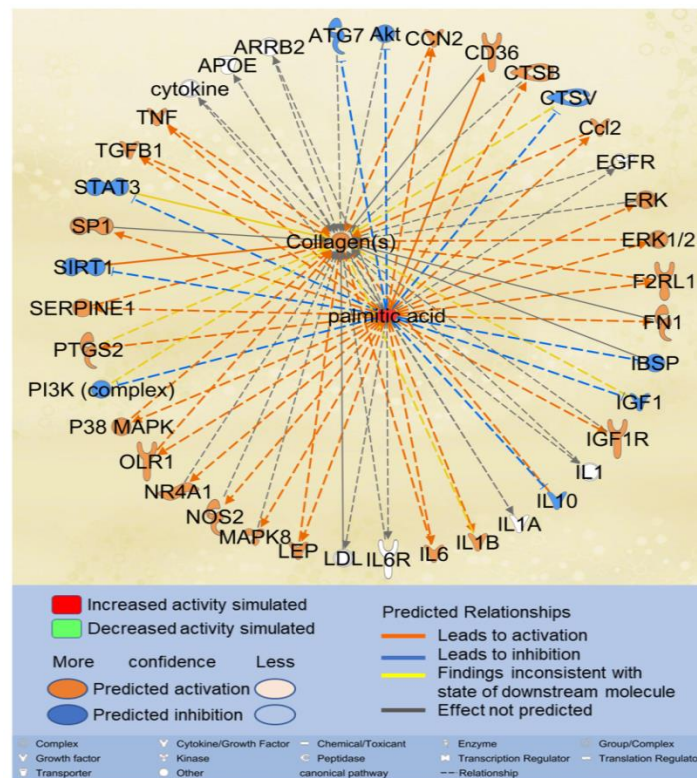 ATG7
Akt
CCN2
ARRB2
CD36
APOE
CTSB
cytokine
CTSV
TNF
Ccl2
TGFB1
EGFR
STAT3
ERK
SP1
Collagen(s)
ERK1/2
SIRT1
F2RL1
SERPINE1
palmitic acid
FN1
PTGS2
IBSP
PI3K (complex)
IGF1
P38 MAPK
IGF1R
OLR1
IL1
NR4A1
IL10
NOS2
IL1A
MAPK8
IL1B
LEP
LDL
IL6R
IL6
Increased activity simulated
Decreased activity simulated
More confidence Less
Predicted activation
Predicted inhibition
Predicted Relationships
Leads to activation
Leads to inhibition
Findings inconsistent with
state of downstream molecule
Effect not predicted
Complex
Cytokine/Growth Factor
Chemical/Toxicant
Enzyme
Group/Complex
Growth factor
Kinase
Peptidase
Transcription Regulator
Translation Regulato
Transporter
Other
canonical pathway
Relationship